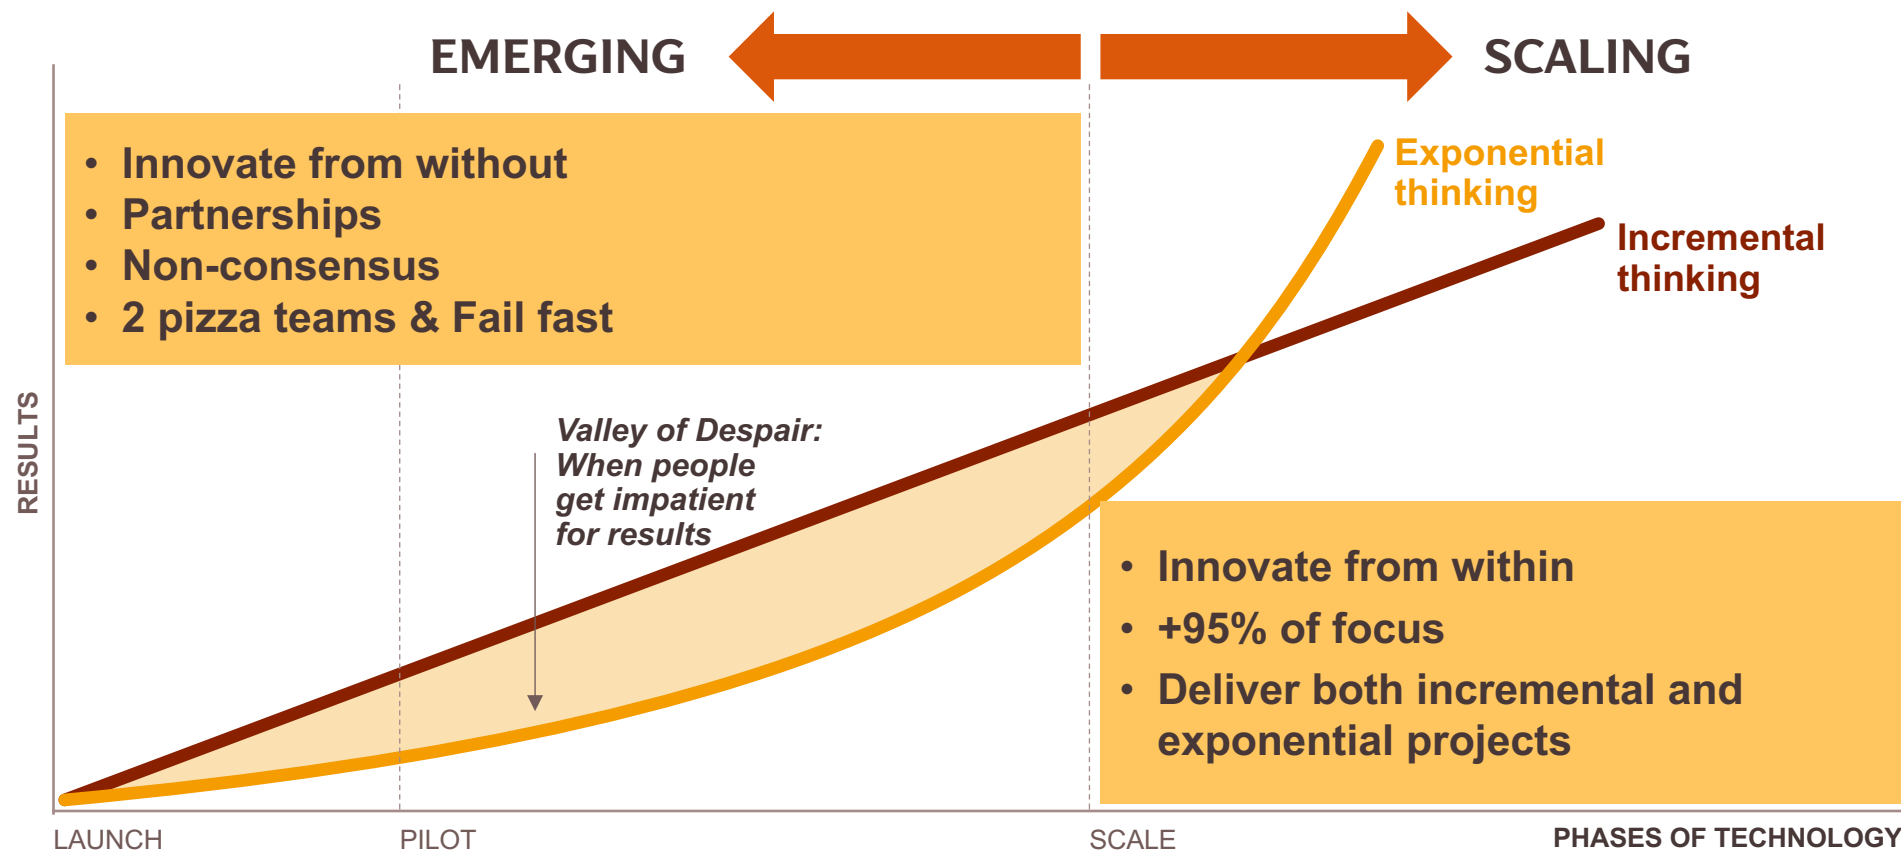 EMERGING
SCALING
• Innovate from without
• Partnerships
• Non-consensus
• 2 pizza teams & Fail fast
Exponential
thinking
Incremental
thinking
RESULTS
Valley of Despair:
When people
get impatient
for results
• Innovate from within
• +95% of focus
• Deliver both incremental and
exponential projects
LAUNCH
PILOT
SCALE
PHASES OF TECHNOLOGY